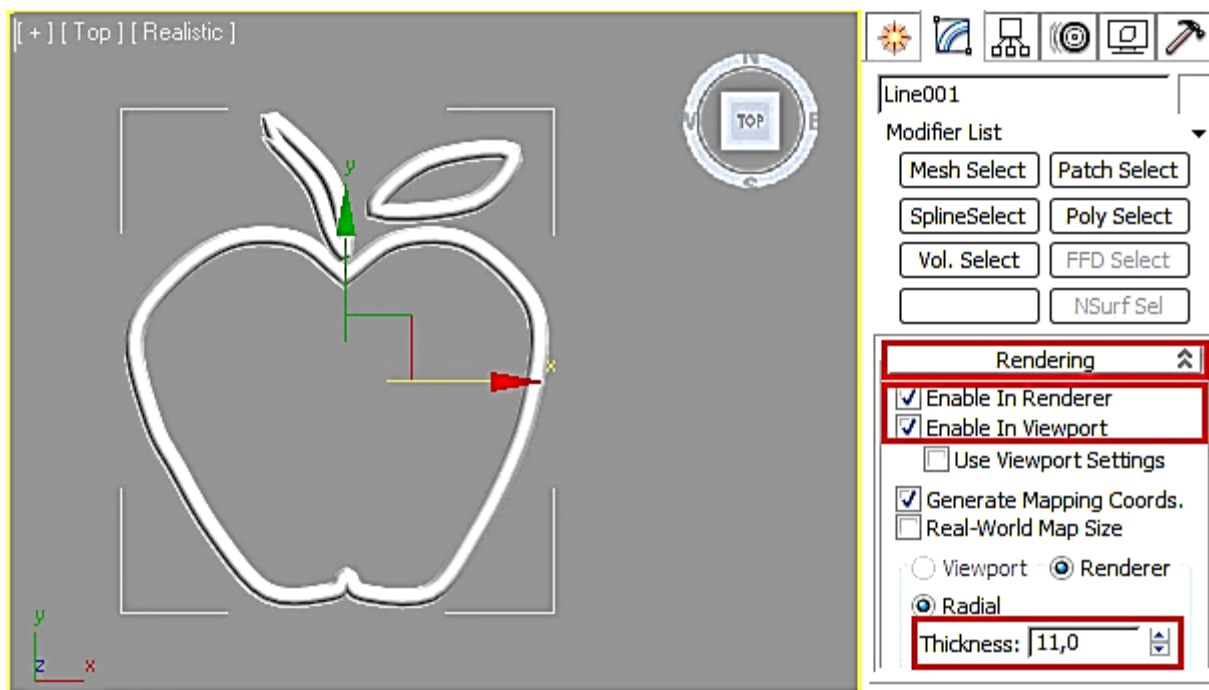 [ + ] [ Top ] [ Realistic ]
N
W
TOP
E
S
y
x
y
z
x
Line001
Modifier List
Mesh Select
Patch Select
SplineSelect
Poly Select
Vol. Select
FFD Select
NSurf Sel
Rendering
Enable In Renderer
Enable In Viewport
Use Viewport Settings
Generate Mapping Coords.
Real-World Map Size
Viewport
Renderer
Radial
Thickness: 11,0